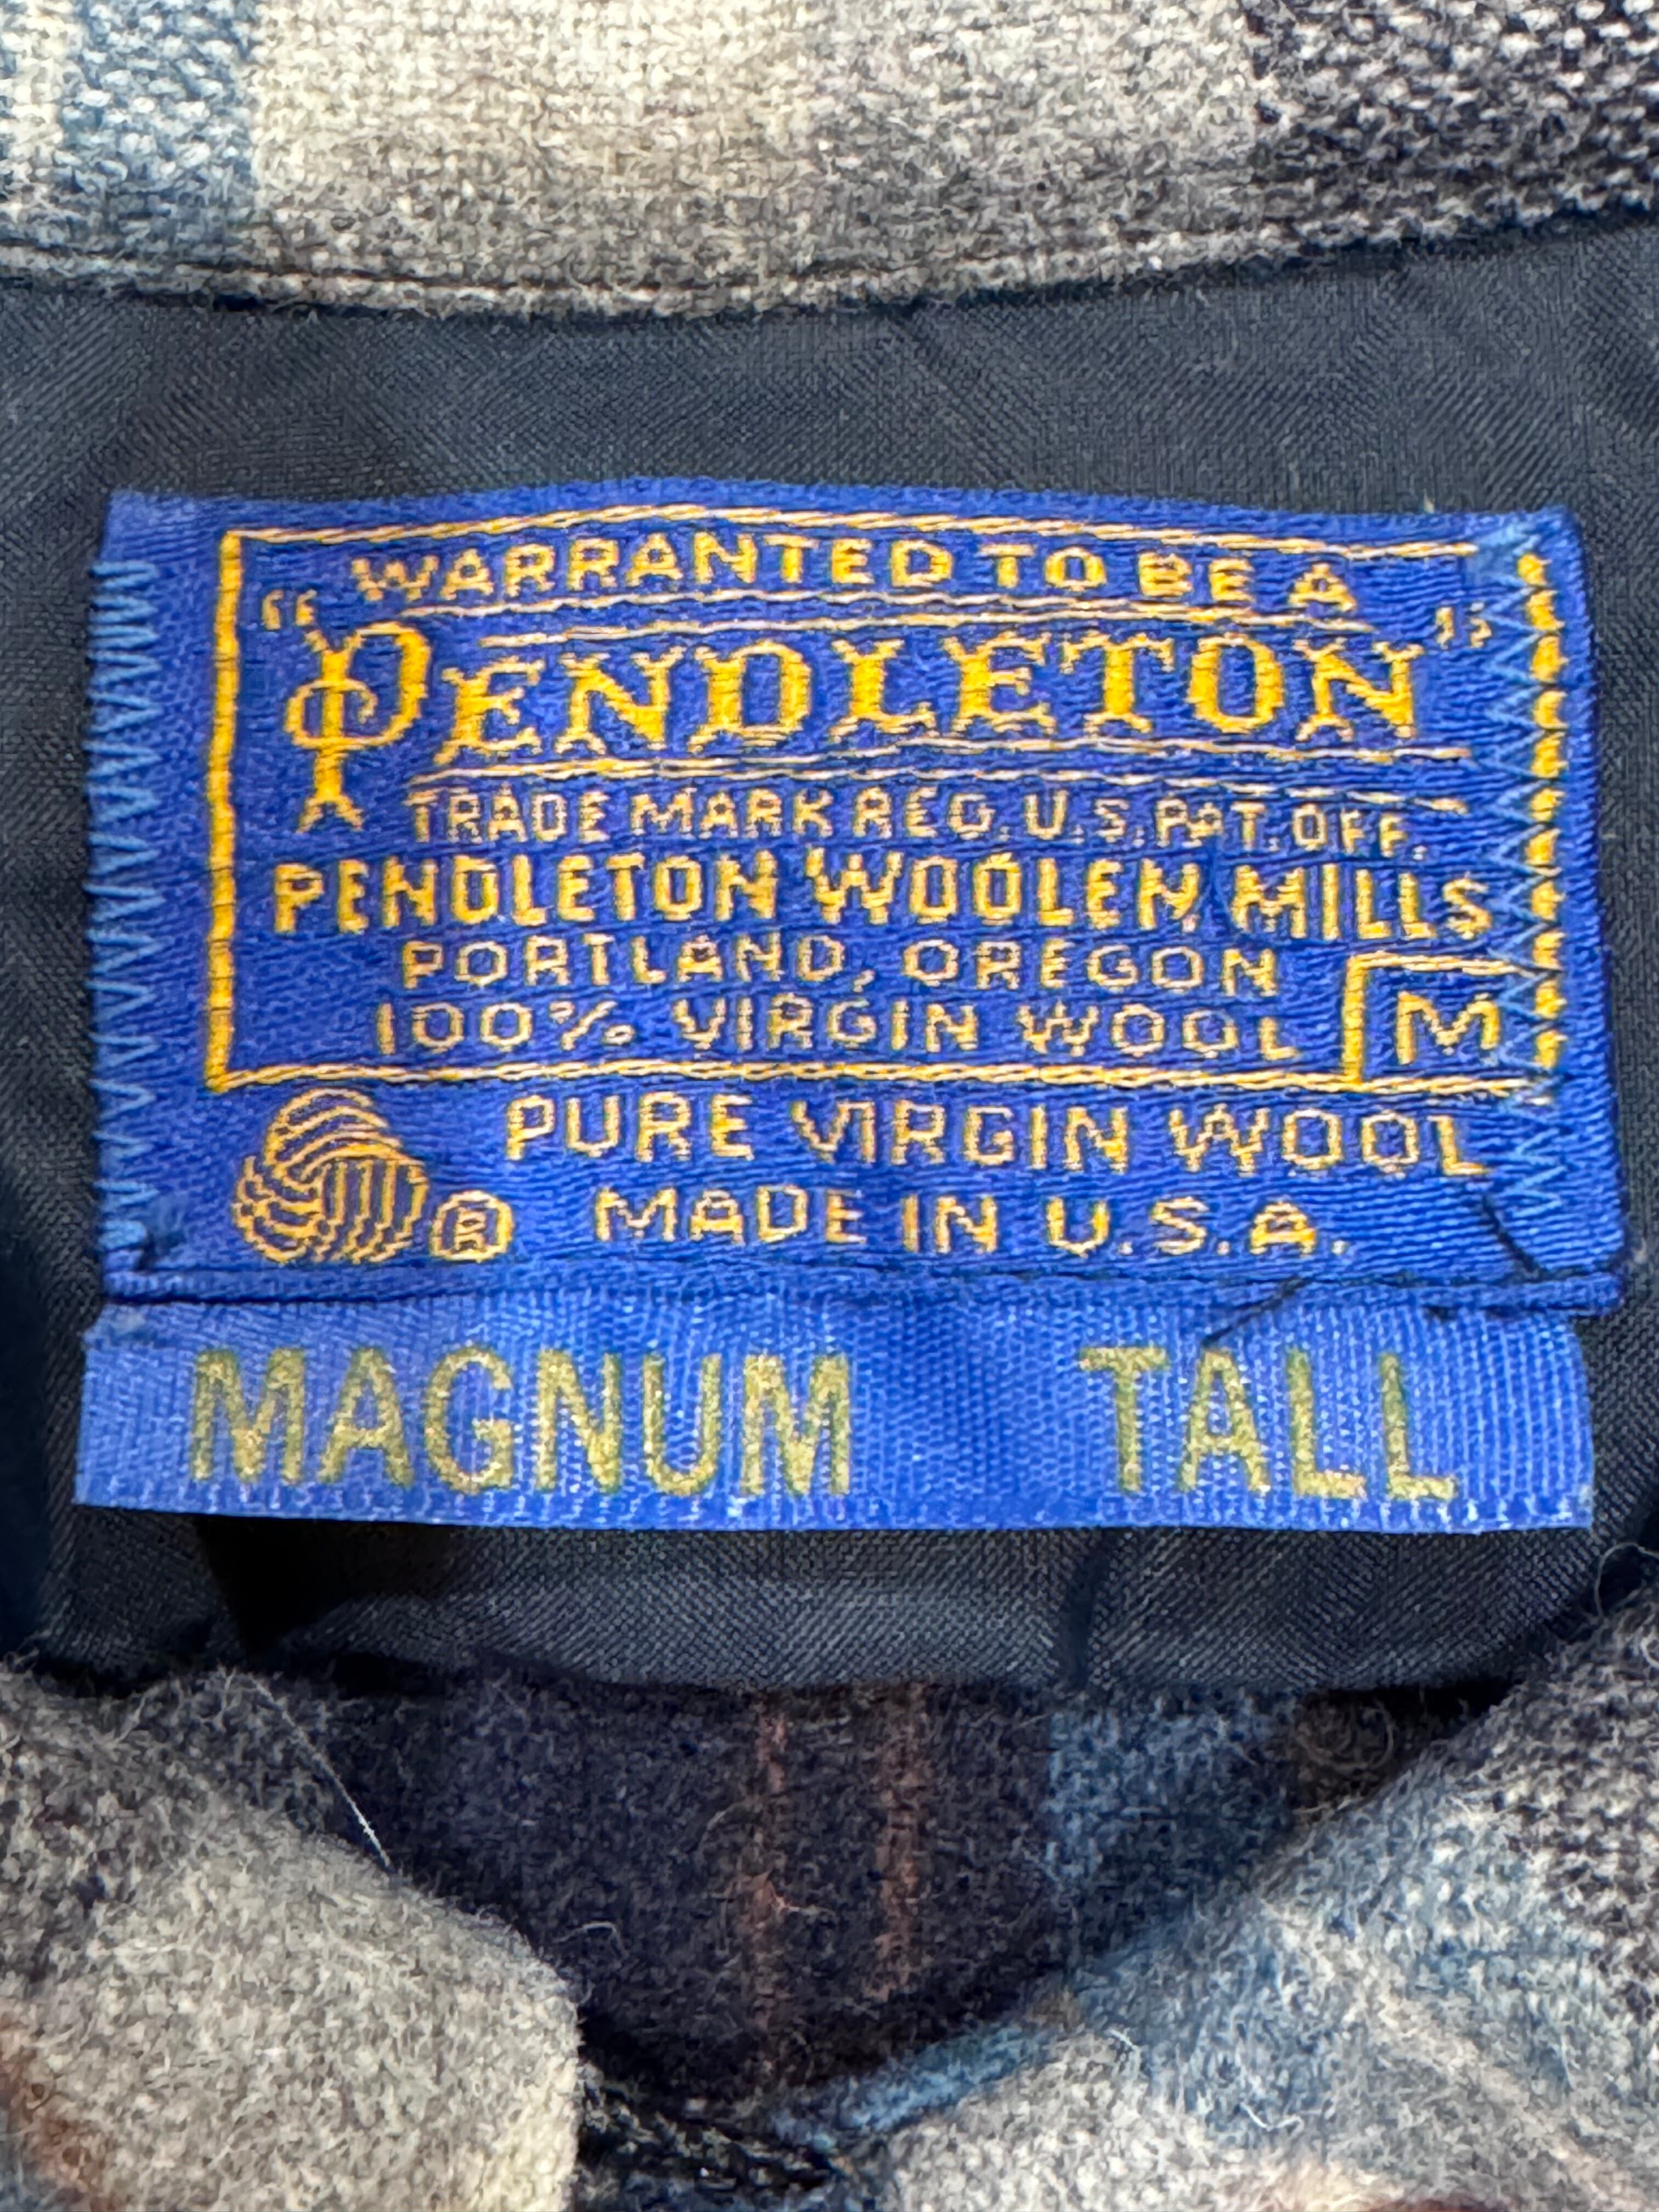 WARRANTED TO BE A
"PENDLETON"
TRADE MARK REG. U.S. PAT. OFF.
PENDLETON WOOLEN MILLS
PORTLAND, OREGON
100% VIRGIN WOOL
M
PURE VIRGIN WOOL
® MADE IN U.S.A.
MAGNUM TALL